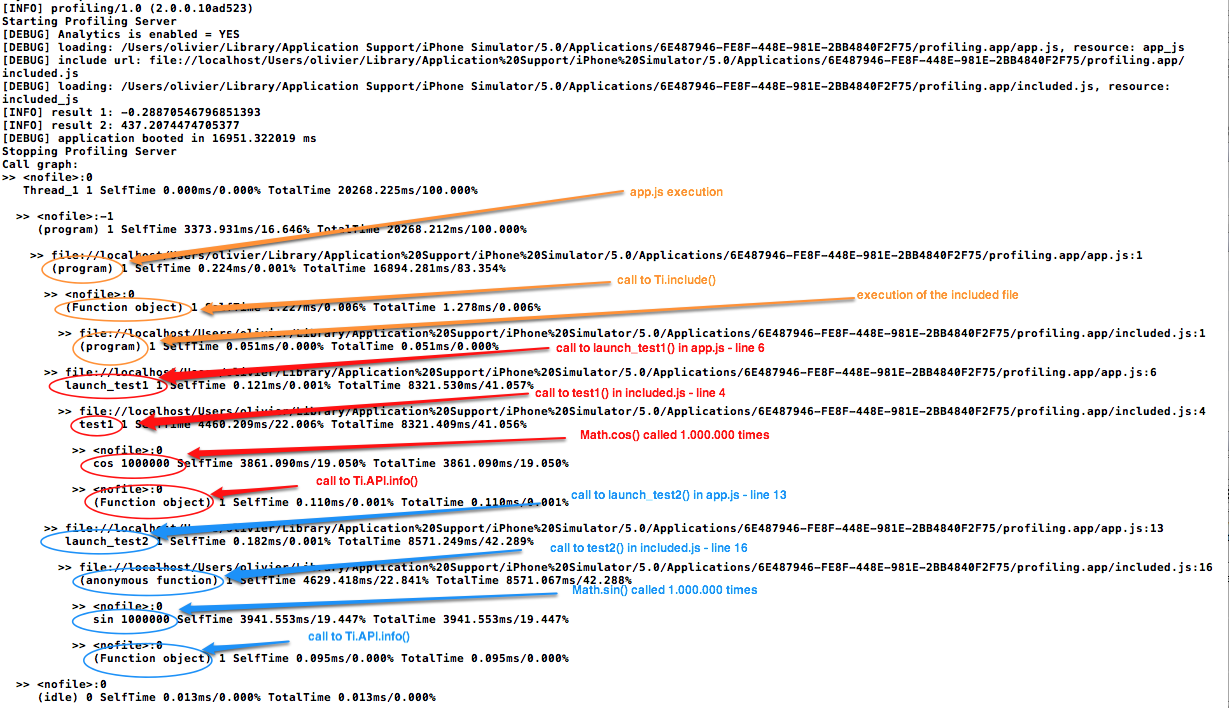 [INFO] profiling/1.0 (2.0.0.10ad523)
Starting Profiling Server
[DEBUG] Analytics is enabled = YES
[DEBUG] loading: /Users/olivier/Library/Application Support/iPhone Simulator/5.0/Applications/6E487946-FE8F-448E-981E-2BB4840F2F75/profiling.app/app.js, resource: app_js
[DEBUG] include url: file://localhost/Users/olivier/Library/Application%20Support/iPhone%20Simulator/5.0/Applications/6E487946-FE8F-448E-981E-2BB4840F2F75/profiling.app/
included.js
[DEBUG] loading: /Users/olivier/Library/Application Support/iPhone Simulator/5.0/Applications/6E487946-FE8F-448E-981E-2BB4840F2F75/profiling.app/included.js, resource:
included_js
[INFO] result 1: -0.28870546796851393
[INFO] result 2: 437.2074474705377
[DEBUG] application booted in 16951.322019 ms
Stopping Profiling Server
Call graph:
>> <nofile>:0
Thread_1 1 SelfTime 0.000ms/0.000% TotalTime 20268.225ms/100.000%
app.js execution
>> <nofile>:-1
(program) 1 SelfTime 3373.931ms/16.646% TotalTime 20268.212ms/100.000%
>> file://localhost/Users/olivier/Library/Application%20Support/iPhone%20Simulator/5.0/Applications/6E487946-FE8F-448E-981E-2BB4840F2F75/profiling.app/app.js:1
(program) 1 SelfTime 0.224ms/0.001% TotalTime 16894.281ms/83.354%
call to Ti.include()
>> <nofile>:0
execution of the included file
(Function object) 1 SelfTime 1.227ms/0.006% TotalTime 1.278ms/0.006%
>> file://localhost/Users/olivier/Library/Application%20Support/iPhone%20Simulator/5.0/Applications/6E487946-FE8F-448E-981E-2BB4840F2F75/profiling.app/included.js:1
(program) 1 SelfTime 0.051ms/0.000% TotalTime 0.051ms/0.000%
call to launch_test1() in app.js - line 6
>> file://localhost/Users/olivier/Library/Application%20Support/iPhone%20Simulator/5.0/Applications/6E487946-FE8F-448E-981E-2BB4840F2F75/profiling.app/app.js:6
launch_test1 1 SelfTime 0.121ms/0.001% TotalTime 8321.530ms/41.057%
call to test1() in included.js - line 4
>> file://localhost/Users/olivier/Library/Application%20Support/iPhone%20Simulator/5.0/Applications/6E487946-FE8F-448E-981E-2BB4840F2F75/profiling.app/included.js:4
test1 1 SelfTime 4460.209ms/22.006% TotalTime 8321.409ms/41.056%
Math.cos() called 1.000.000 times
>> <nofile>:0
cos 1000000 SelfTime 3861.090ms/19.050% TotalTime 3861.090ms/19.050%
call to Ti.API.info()
>> <nofile>:0
(Function object) 1 SelfTime 0.110ms/0.001% TotalTime 0.110ms/0.001%
call to launch_test2() in app.js - line 13
>> file://localhost/Users/olivier/Library/Application%20Support/iPhone%20Simulator/5.0/Applications/6E487946-FE8F-448E-981E-2BB4840F2F75/profiling.app/app.js:13
launch_test2 1 SelfTime 0.182ms/0.001% TotalTime 8571.249ms/42.289%
call to test2() in included.js - line 16
>> file://localhost/Users/olivier/Library/Application%20Support/iPhone%20Simulator/5.0/Applications/6E487946-FE8F-448E-981E-2BB4840F2F75/profiling.app/included.js:16
(anonymous function) 1 SelfTime 4629.418ms/22.841% TotalTime 8571.067ms/42.288%
Math.sin() called 1.000.000 times
>> <nofile>:0
sin 1000000 SelfTime 3941.553ms/19.447% TotalTime 3941.553ms/19.447%
call to Ti.API.info()
>> <nofile>:0
(Function object) 1 SelfTime 0.095ms/0.000% TotalTime 0.095ms/0.000%
>> <nofile>:0
(idle) 0 SelfTime 0.013ms/0.000% TotalTime 0.013ms/0.000%